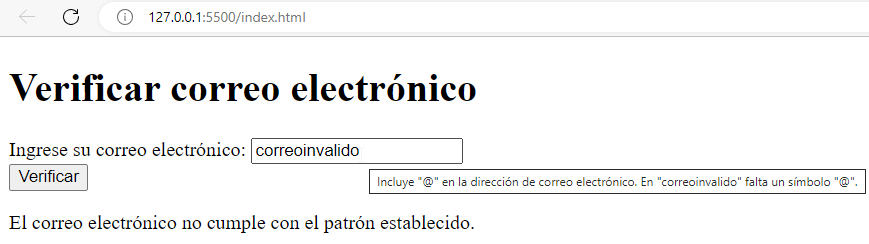 127.0.0.1:5500/index.html
Verificar correo electrónico
Ingrese su correo electrónico: correoinvalido
Verificar
Incluye "@" en la dirección de correo electrónico. En "correoinvalido" falta un símbolo "@".
El correo electrónico no cumple con el patrón establecido.